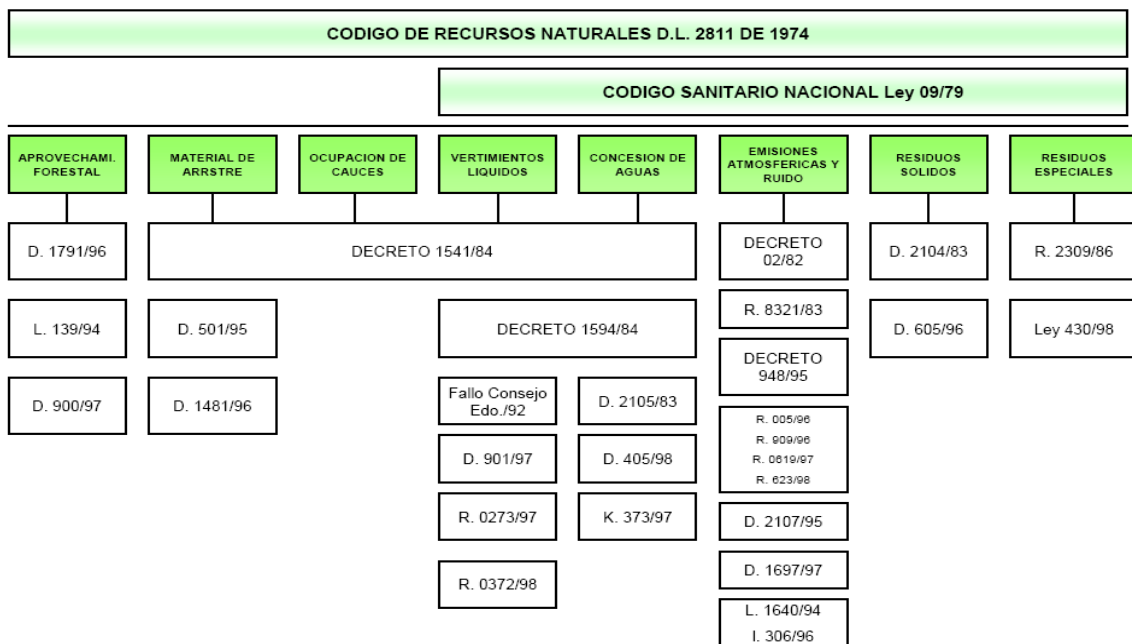 CODIGO DE RECURSOS NATURALES D.L. 2811 DE 1974
CODIGO SANITARIO NACIONAL Ley 09/79
APROVECHAMI.
FORESTAL
MATERIAL DE
ARRSTRE
OCUPACION DE
CAUCES
VERTIMIENTOS
LIQUIDOS
CONCESION DE
AGUAS
EMISIONES
ATMOSFERICAS Y
RUIDO
RESIDUOS
SOLIDOS
RESIDUOS
ESPECIALES
D. 1791/96
DECRETO 1541/84
DECRETO
02/82
D. 2104/83
R. 2309/86
L. 139/94
D. 501/95
DECRETO 1594/84
R. 8321/83
D. 605/96
Ley 430/98
DECRETO
948/95
D. 900/97
D. 1481/96
Fallo Consejo
Edo./92
D. 2105/83
R. 005/96
R. 909/96
R. 0619/97
R. 623/98
D. 901/97
D. 405/98
R. 0273/97
K. 373/97
D. 2107/95
R. 0372/98
D. 1697/97
L. 1640/94
I. 306/96